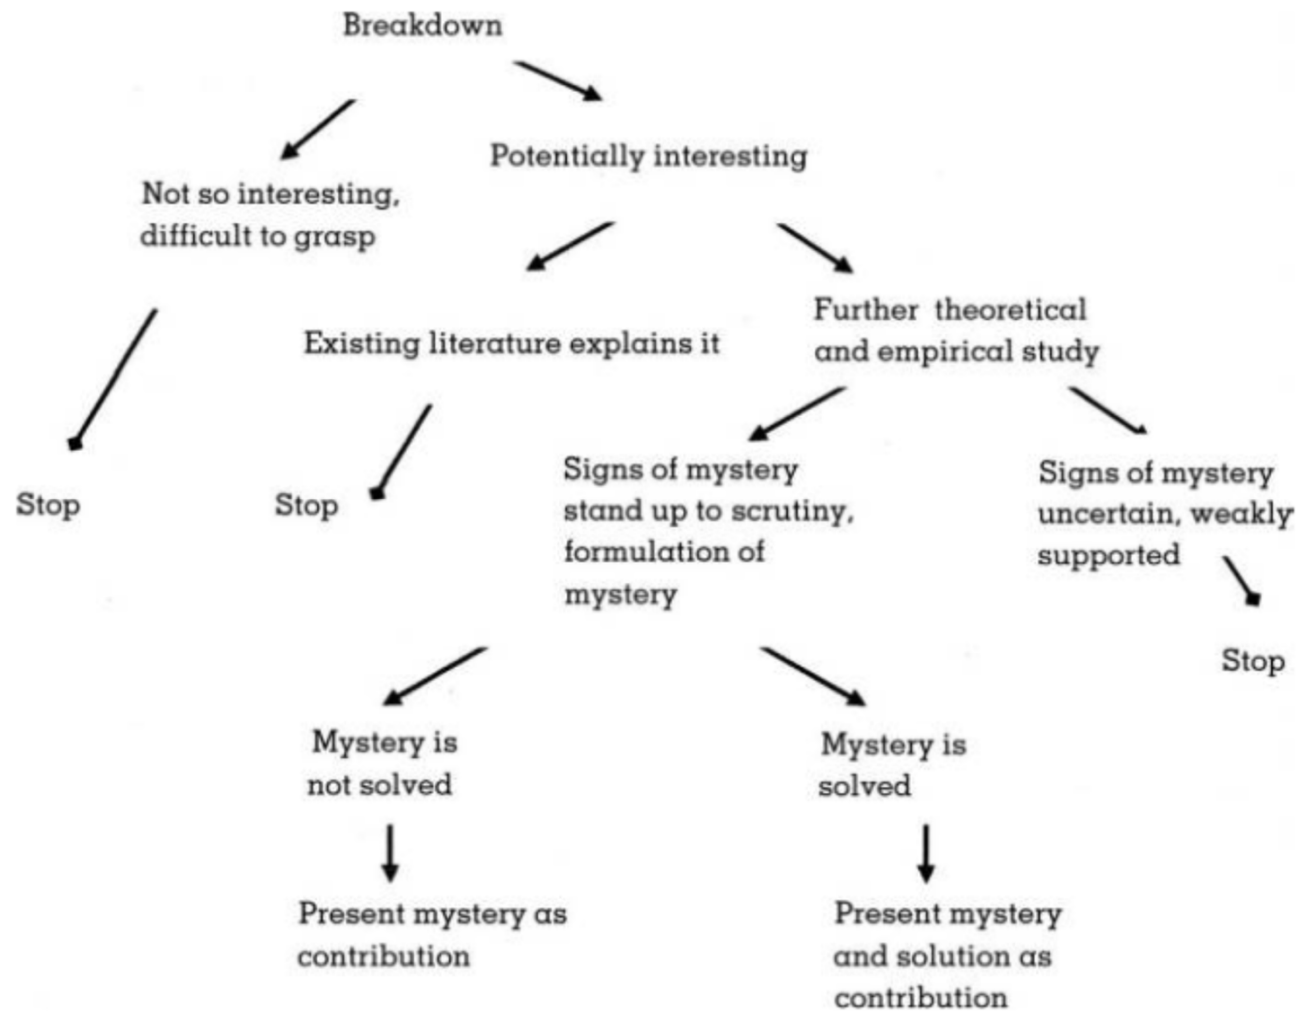 Breakdown
Potentially interesting
Not so interesting,
difficult to grasp
Existing literature explains it
Further theoretical
and empirical study
Stop
Stop
Signs of mystery
stand up to scrutiny,
formulation of
mystery
Signs of mystery
uncertain, weakly
supported
Stop
Mystery is
not solved
Mystery is
solved
Present mystery as
contribution
Present mystery
and solution as
contribution